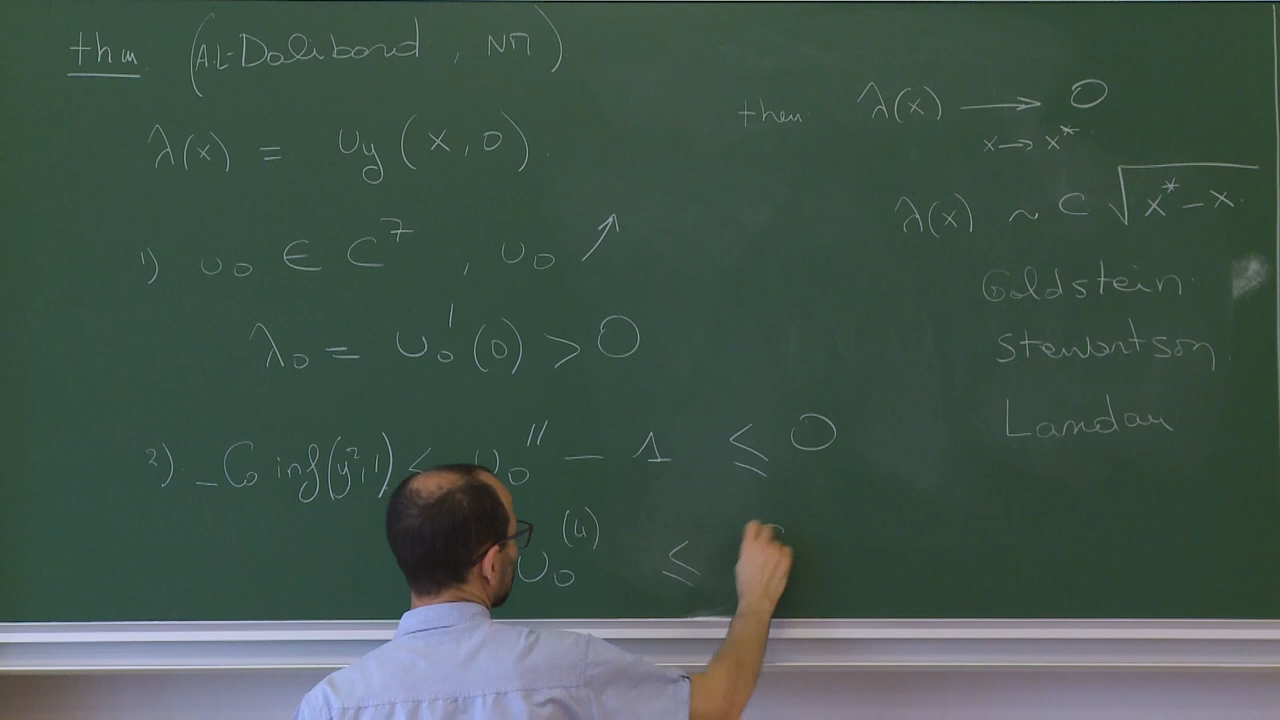 thm (A.L-Dalibard, NM)
λ(x) = u_y (x, 0).
1) u_0 ∈ C^7, u_0 ↗
λ_0 = u_0'(0) > 0
2). -C_0 inf(y^2, 1) ≤ u_0'' - 1 ≤ 0
u_0^(4) ≤
then λ(x) → 0
x → x*
λ(x) ~ C √(x* - x).
Goldstein
Stewartson
Landau